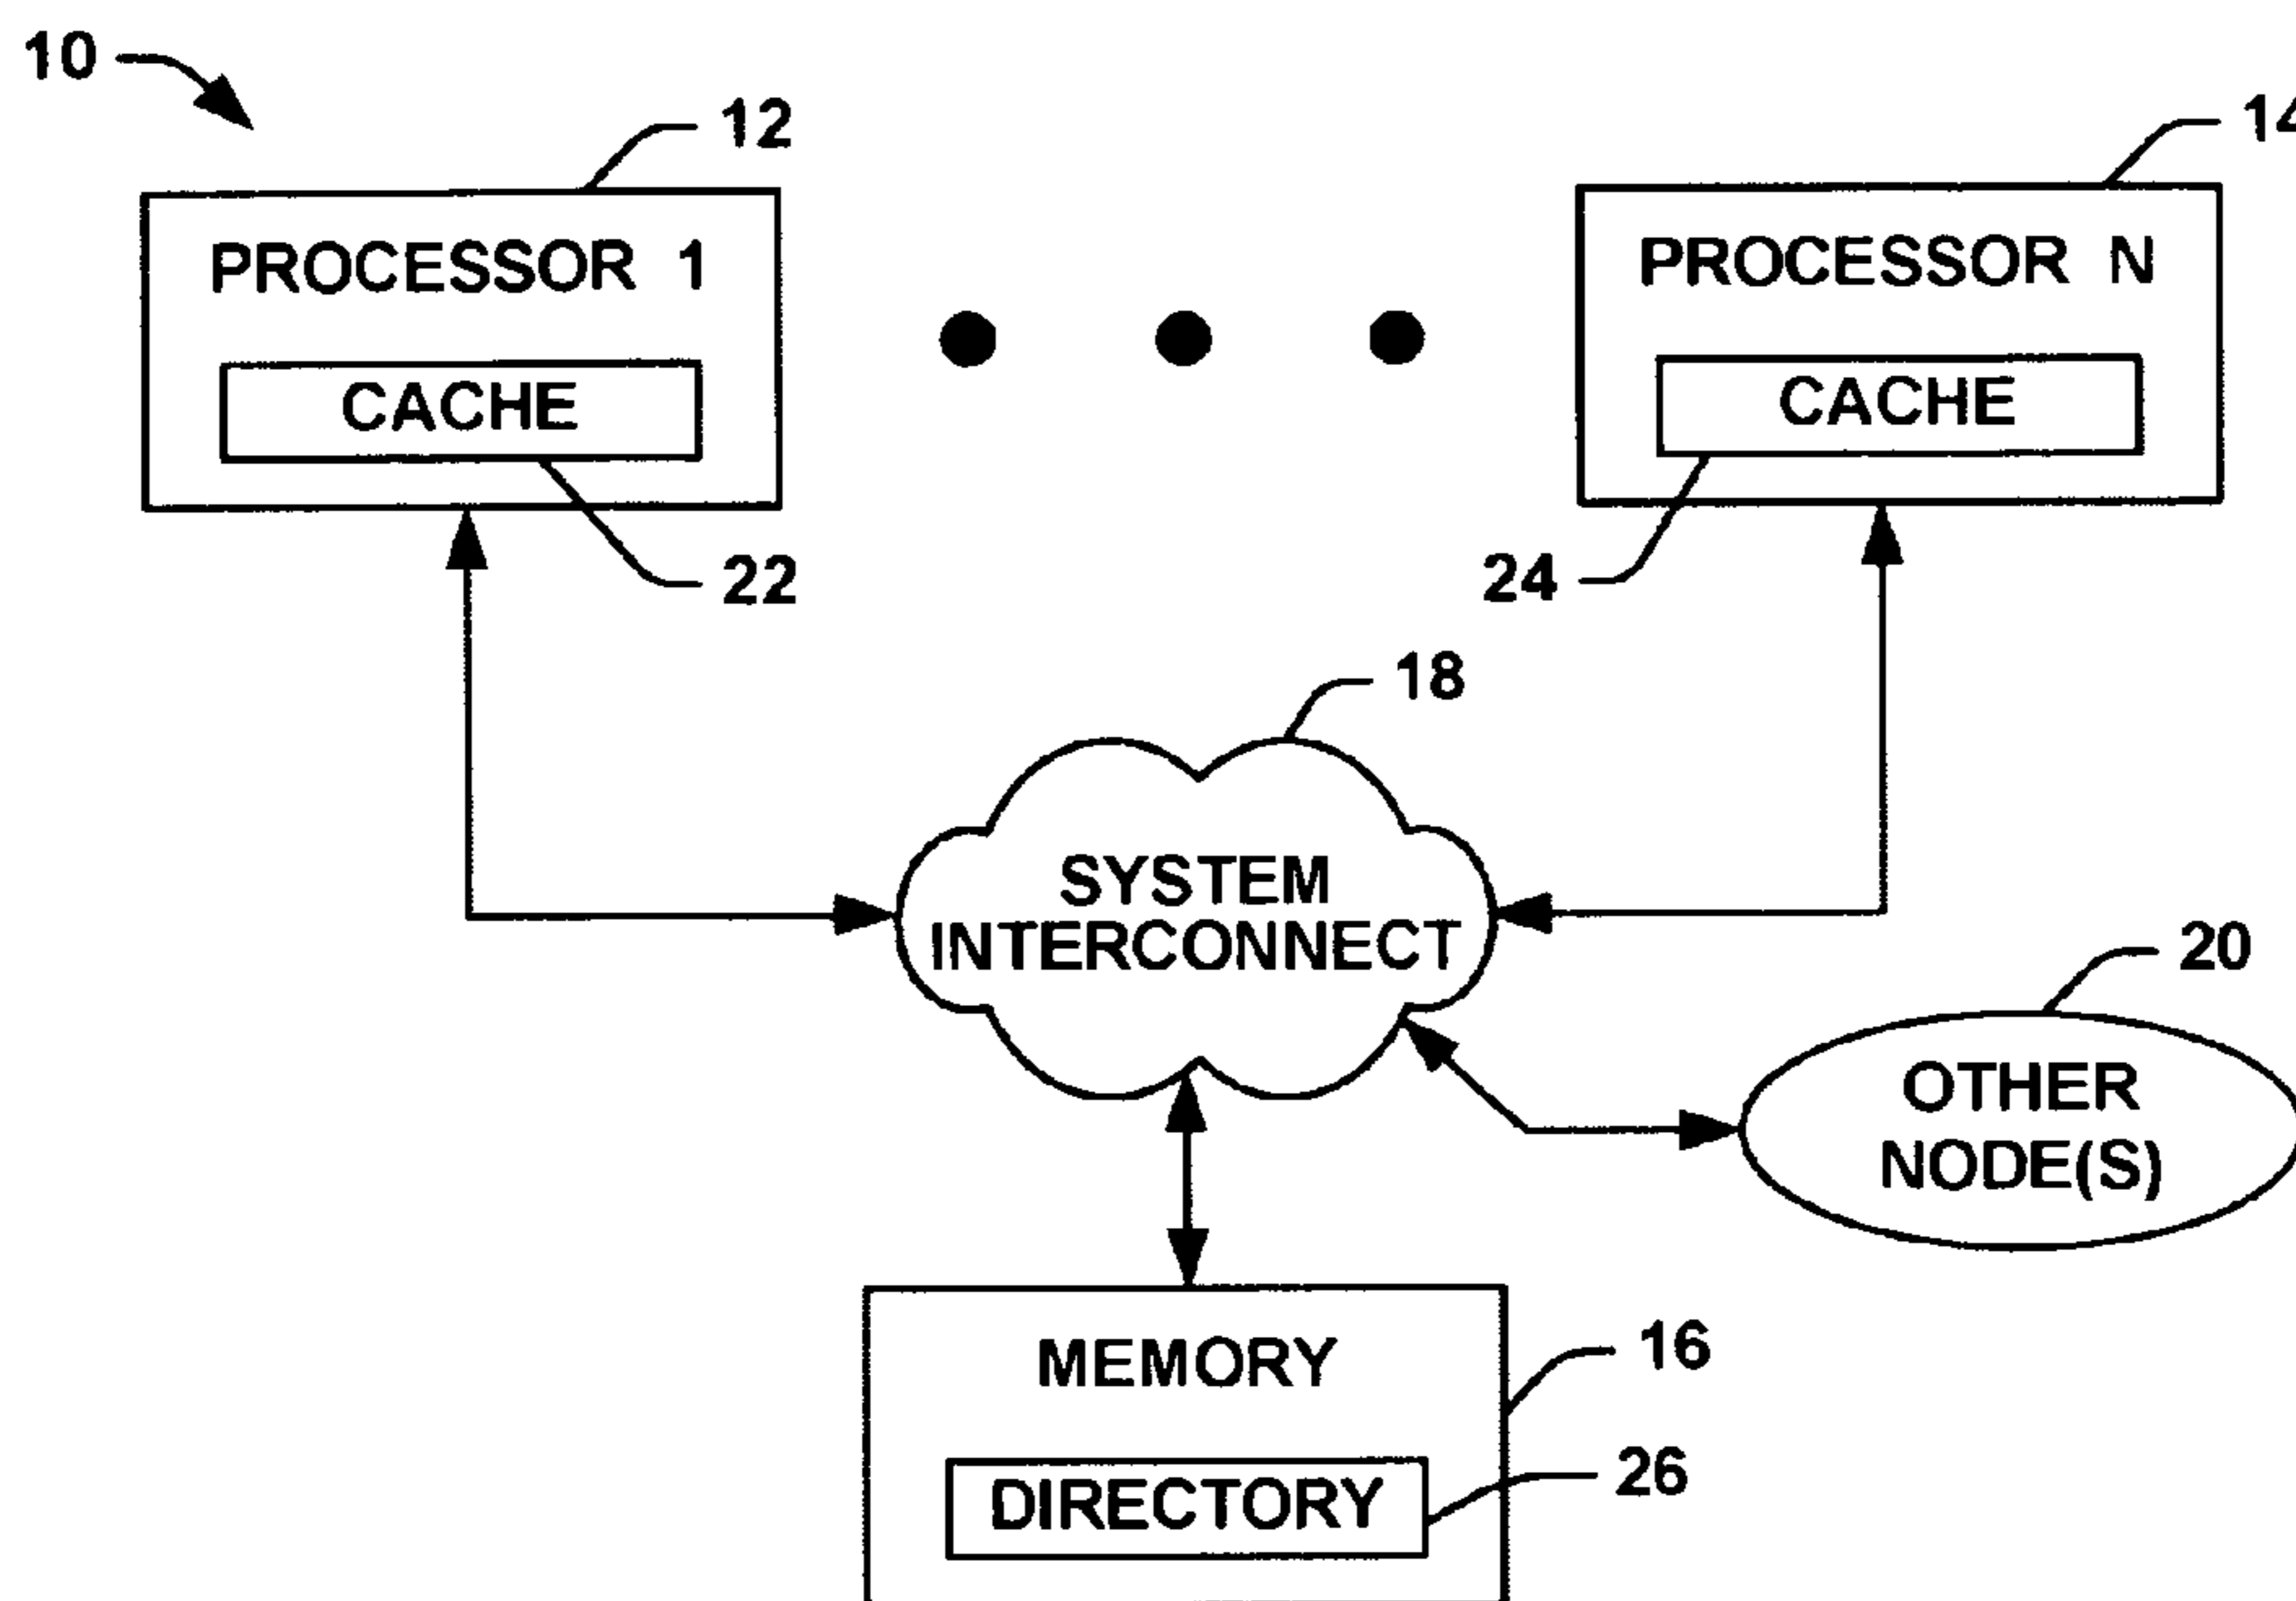 10
12
14
PROCESSOR 1
PROCESSOR N
CACHE
CACHE
22
24
18
SYSTEM
INTERCONNECT
20
OTHER
NODE(S)
MEMORY
16
DIRECTORY
26